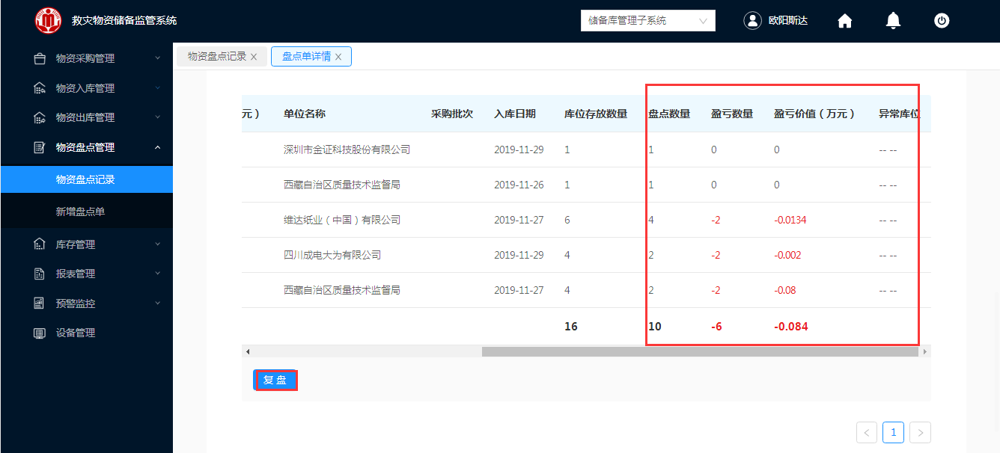 救灾物资储备监管系统
储备库管理子系统
欧阳斯达
物资采购管理
物资入库管理
物资出库管理
物资盘点管理
物资盘点记录
新增盘点单
库存管理
报表管理
预警监控
设备管理
物资盘点记录 ×
盘点单详情 ×
元） 单位名称 采购批次 入库日期 库位存放数量 盘点数量 盈亏数量 盈亏价值（万元） 异常库位
深圳市金证科技股份有限公司 2019-11-29 1 1 0 0 -- --
西藏自治区质量技术监督局 2019-11-26 1 1 0 0 -- --
维达纸业（中国）有限公司 2019-11-27 6 4 -2 -0.0134 -- --
四川成电大为有限公司 2019-11-29 4 2 -2 -0.002 -- --
西藏自治区质量技术监督局 2019-11-27 4 2 -2 -0.08 -- --
16 10 -6 -0.084
复盘
< 1 >